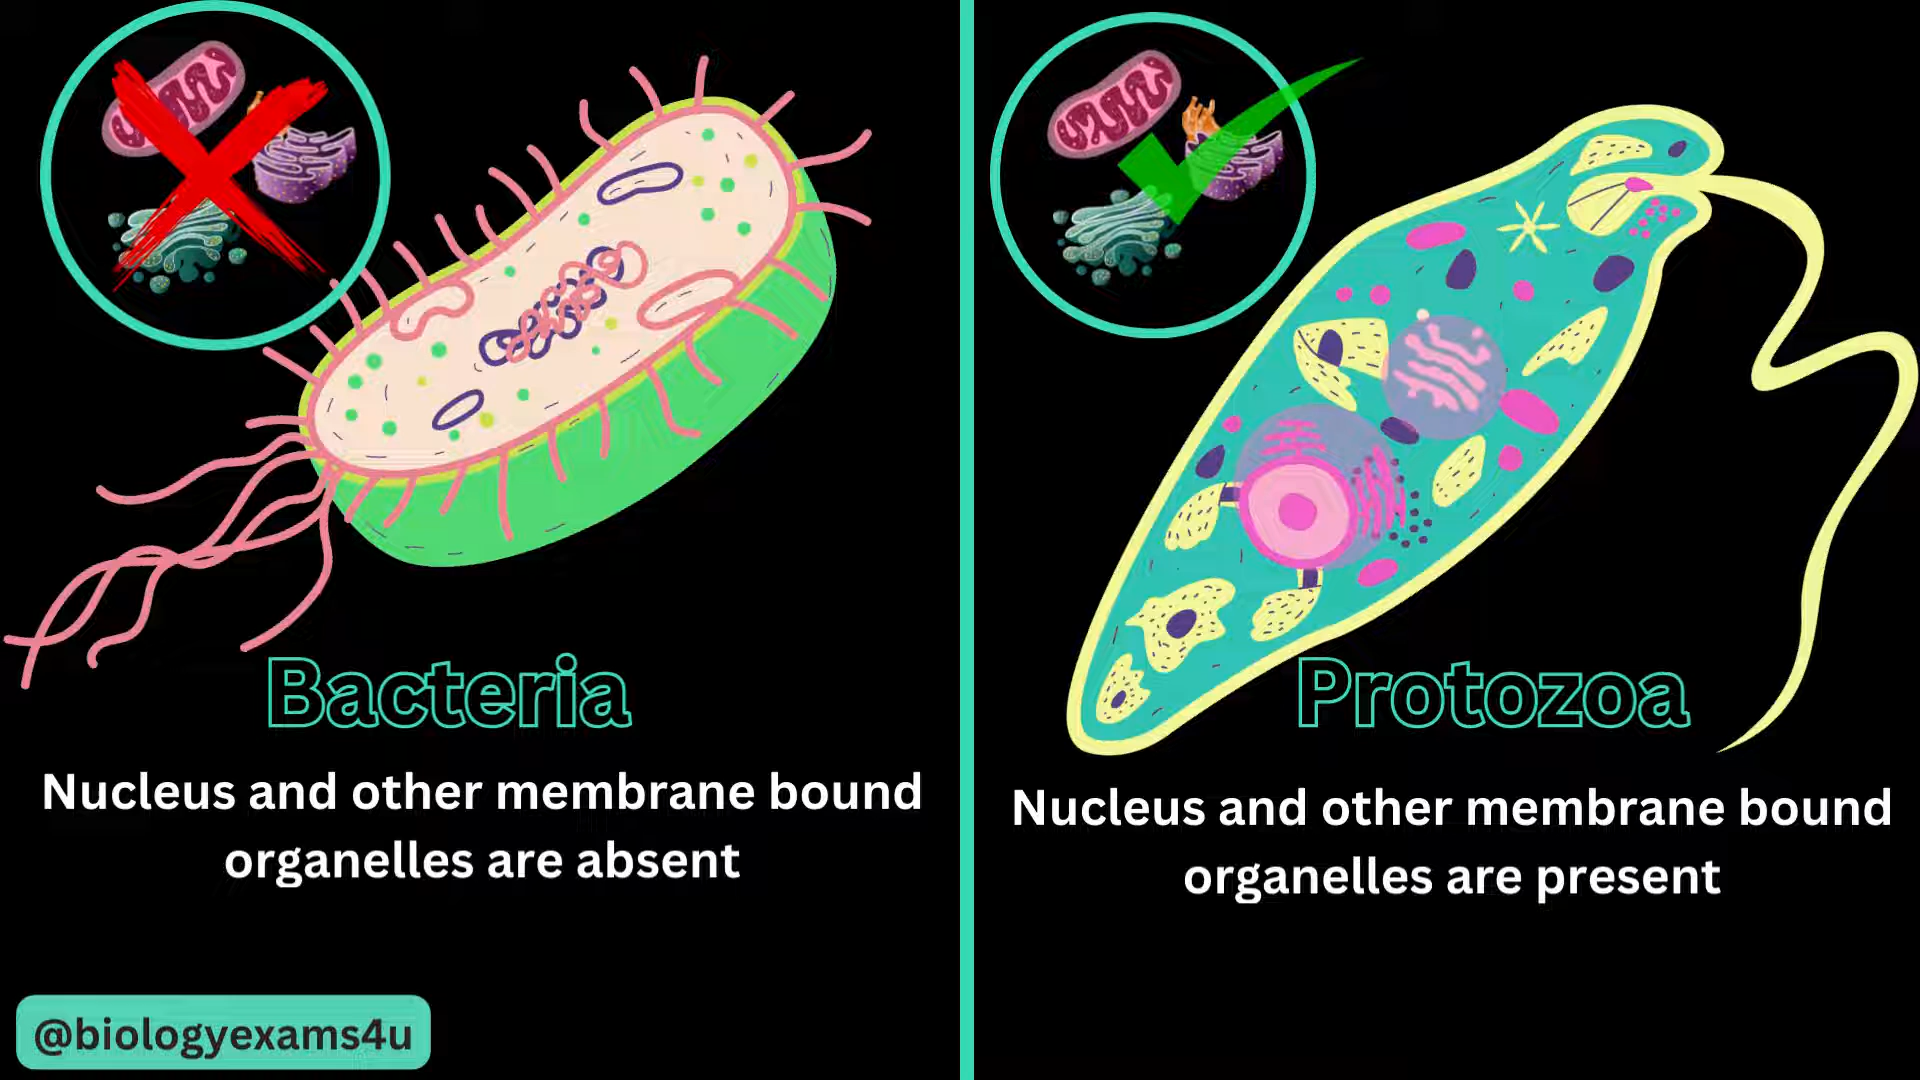 Bacteria
Nucleus and other membrane bound
organelles are absent
@biologyexams4u
Protozoa
Nucleus and other membrane bound
organelles are present